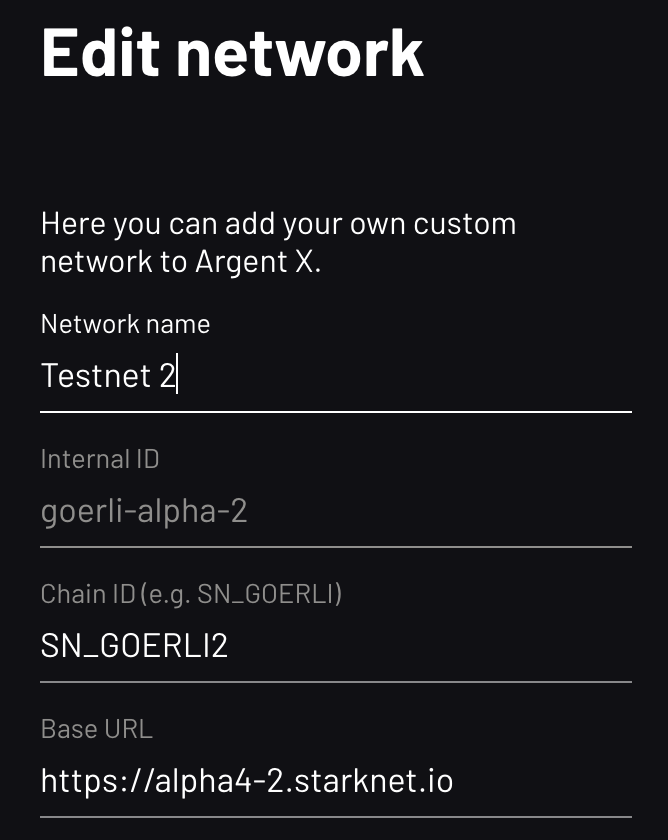 Edit network
Here you can add your own custom
network to Argent X.
Network name
Testnet 2
Internal ID
goerli-alpha-2
Chain ID (e.g. SN_GOERLI)
SN_GOERLI2
Base URL
https://alpha4-2.starknet.io